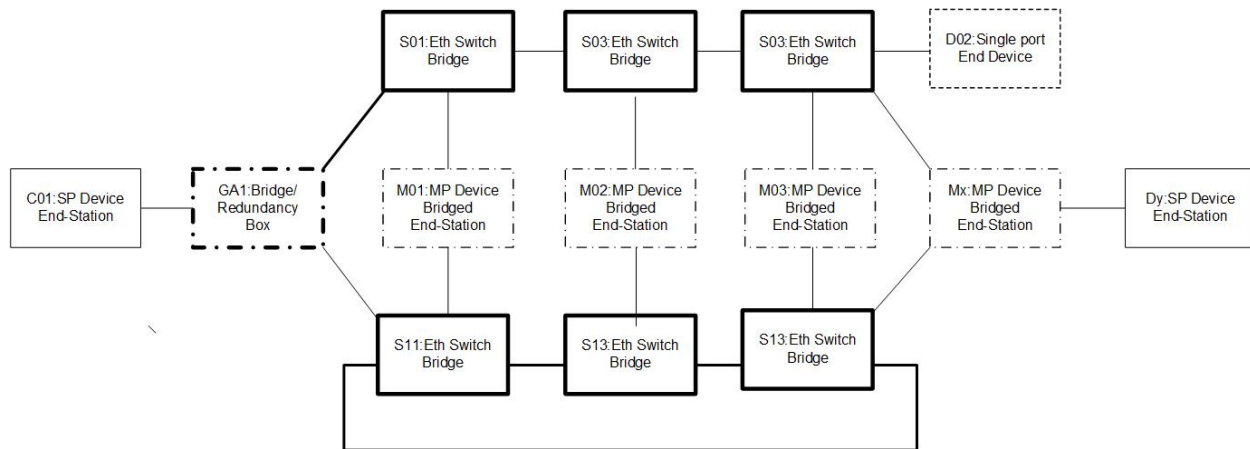 S01:Eth Switch
Bridge
S03:Eth Switch
Bridge
S03:Eth Switch
Bridge
D02:Single port
End Device
C01:SP Device
End-Station
GA1:Bridge/
Redundancy
Box
M01:MP Device
Bridged
End-Station
M02:MP Device
Bridged
End-Station
M03:MP Device
Bridged
End-Station
Mx:MP Device
Bridged
End-Station
Dy:SP Device
End-Station
S11:Eth Switch
Bridge
S13:Eth Switch
Bridge
S13:Eth Switch
Bridge